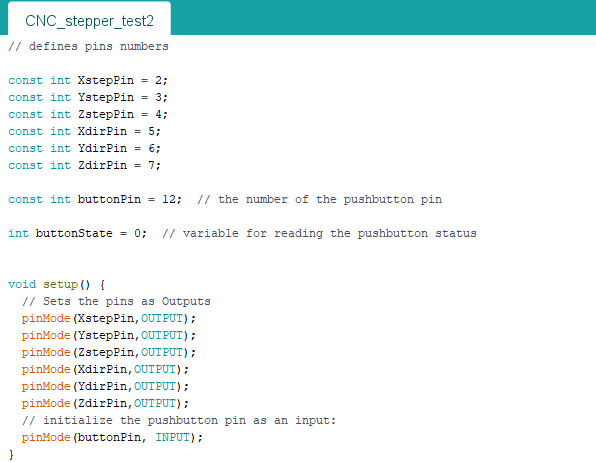 CNC_stepper_test2
// defines pins numbers
const int XstepPin = 2;
const int YstepPin = 3;
const int ZstepPin = 4;
const int XdirPin = 5;
const int YdirPin = 6;
const int ZdirPin = 7;
const int buttonPin = 12;  // the number of the pushbutton pin
int buttonState = 0;  // variable for reading the pushbutton status
void setup() {
  // Sets the pins as Outputs
  pinMode(XstepPin,OUTPUT);
  pinMode(YstepPin,OUTPUT);
  pinMode(ZstepPin,OUTPUT);
  pinMode(XdirPin,OUTPUT);
  pinMode(YdirPin,OUTPUT);
  pinMode(ZdirPin,OUTPUT);
  // initialize the pushbutton pin as an input:
  pinMode(buttonPin, INPUT);
}